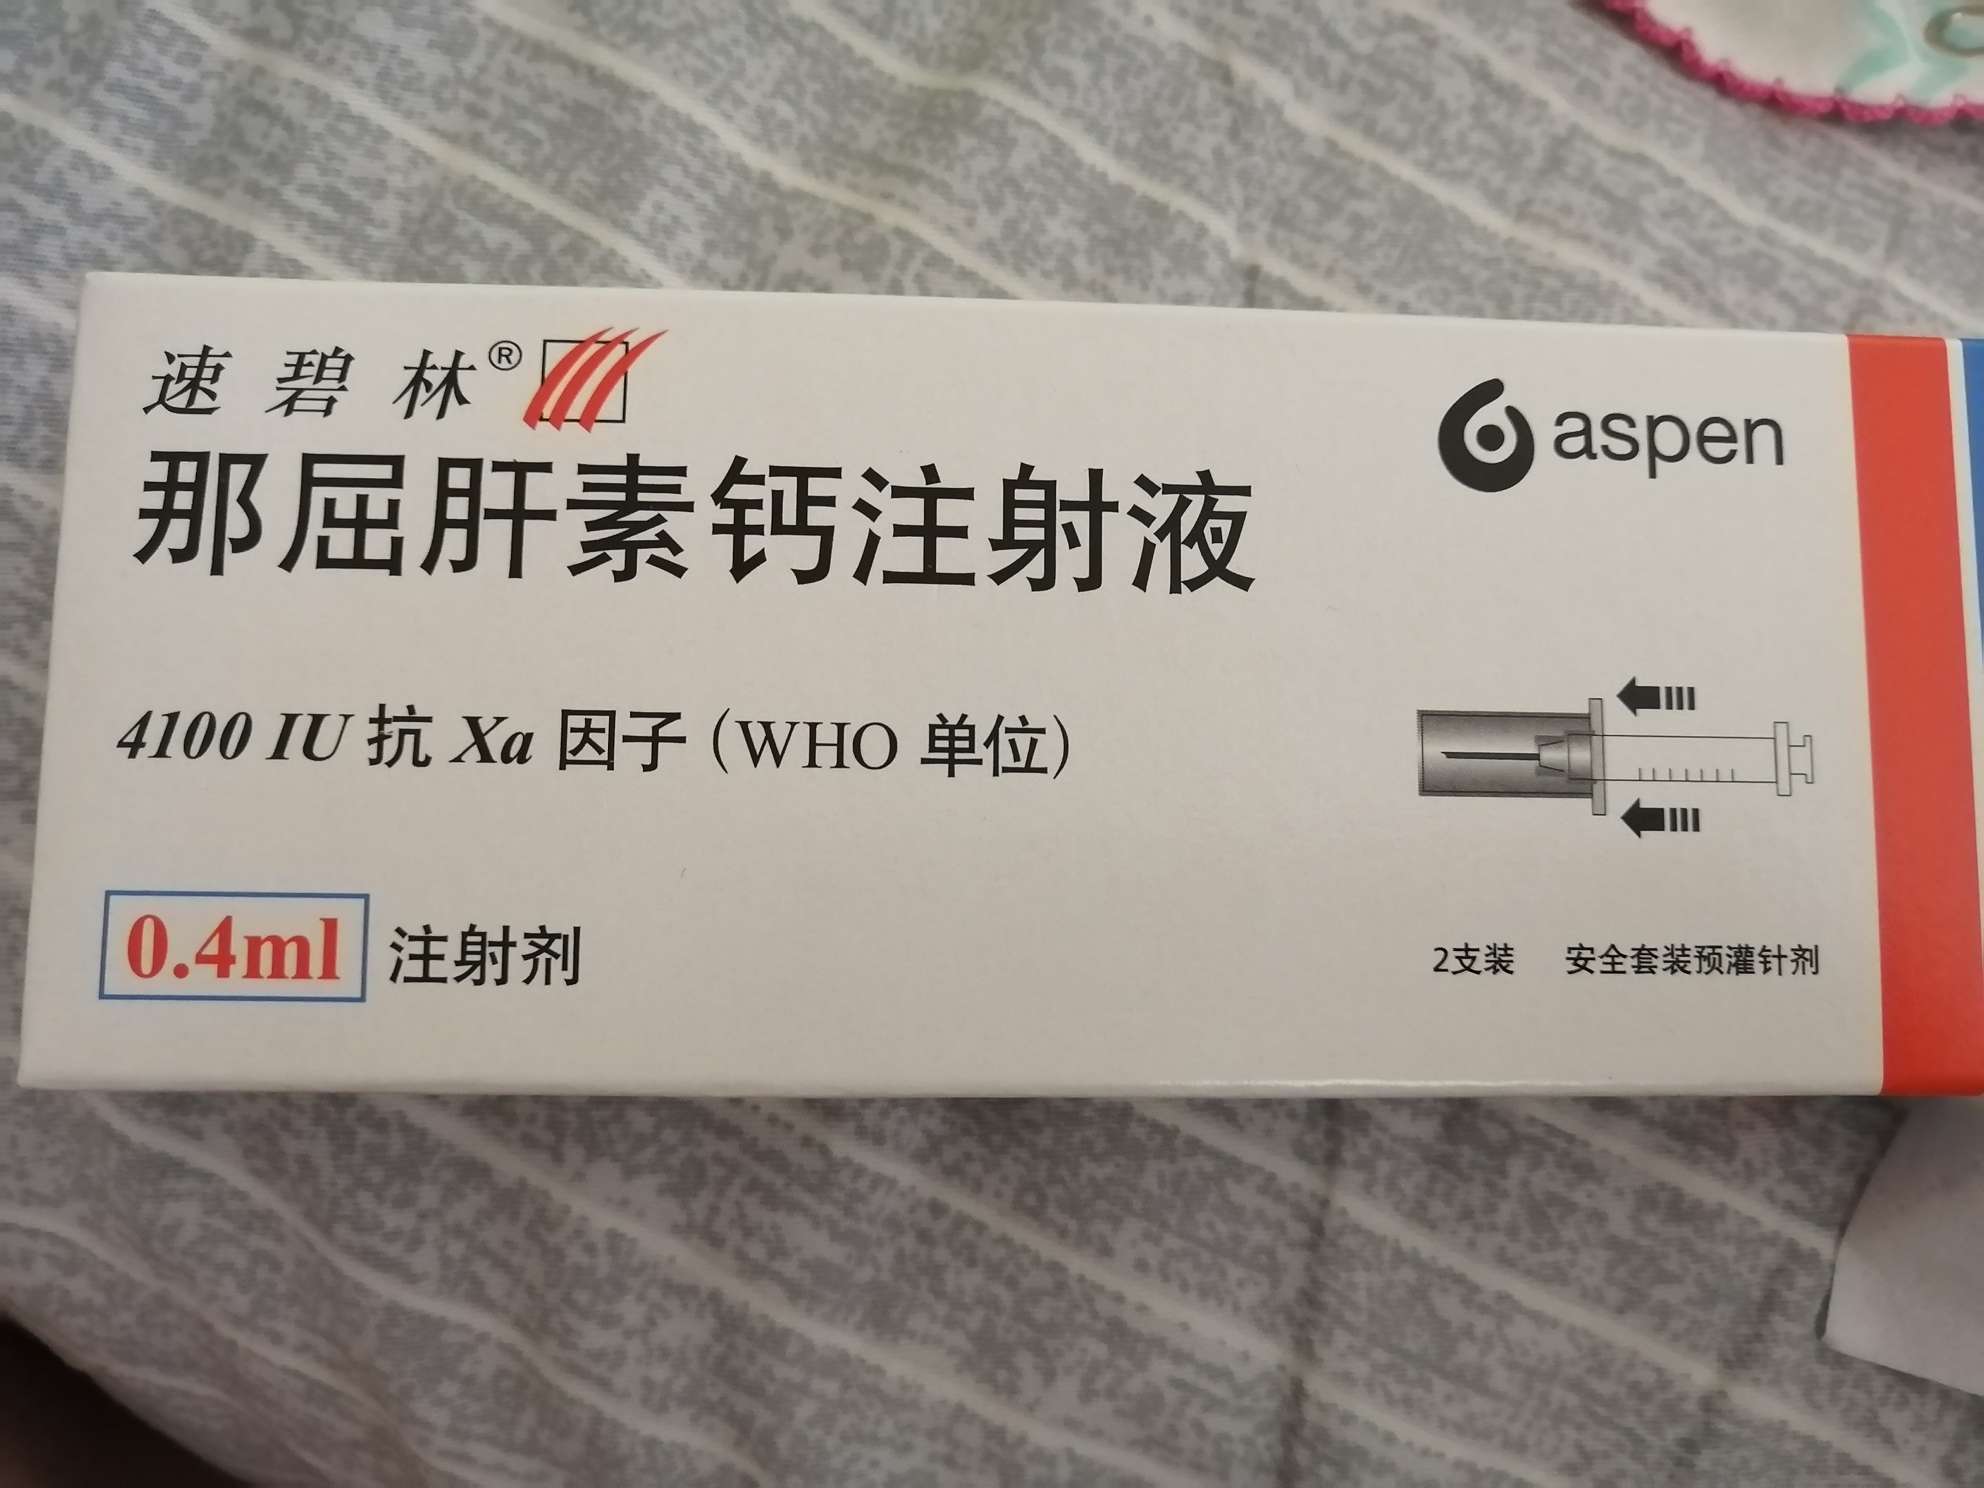 速碧林®
aspen
那屈肝素钙注射液
4100 IU 抗 Xa 因子 (WHO 单位)
0.4ml 注射剂
2支装 安全套装预灌针剂